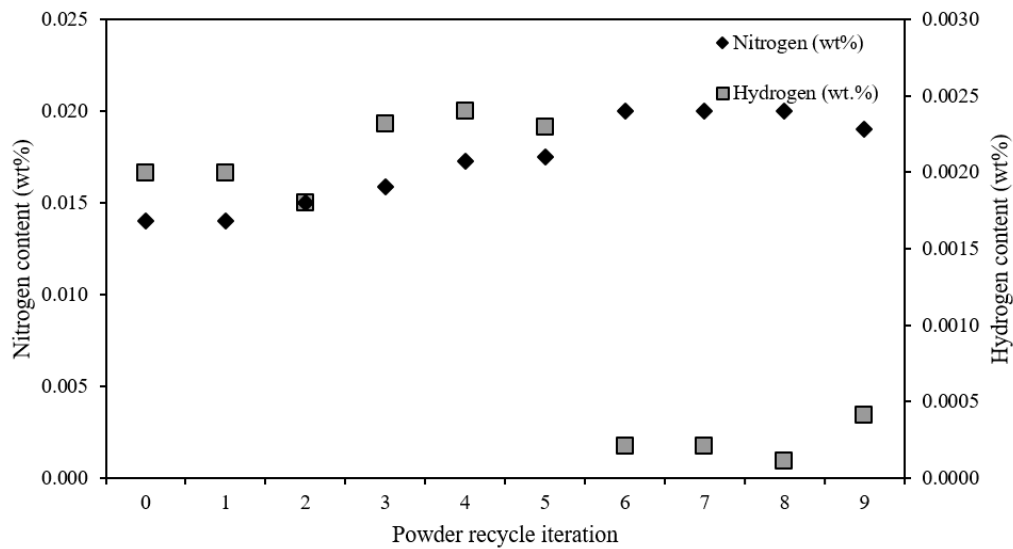 Nitrogen content (wt%)
0.025
0.020
0.015
0.010
0.005
0.000
Nitrogen (wt%)
Hydrogen (wt.%)
0.0030
0.0025
0.0020
0.0015
0.0010
0.0005
0.0000
Hydrogen content (wt%)
0 1 2 3 4 5 6 7 8 9
Powder recycle iteration